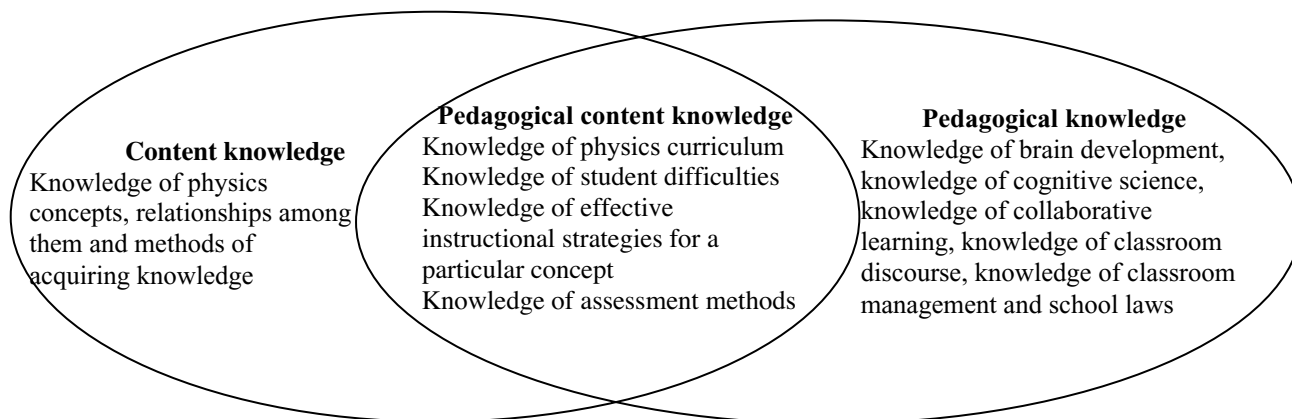 Content knowledge
Knowledge of physics
concepts, relationships among
them and methods of
acquiring knowledge
Pedagogical content knowledge
Knowledge of physics curriculum
Knowledge of student difficulties
Knowledge of effective
instructional strategies for a
particular concept
Knowledge of assessment methods
Pedagogical knowledge
Knowledge of brain development,
knowledge of cognitive science,
knowledge of collaborative
learning, knowledge of classroom
discourse, knowledge of classroom
management and school laws